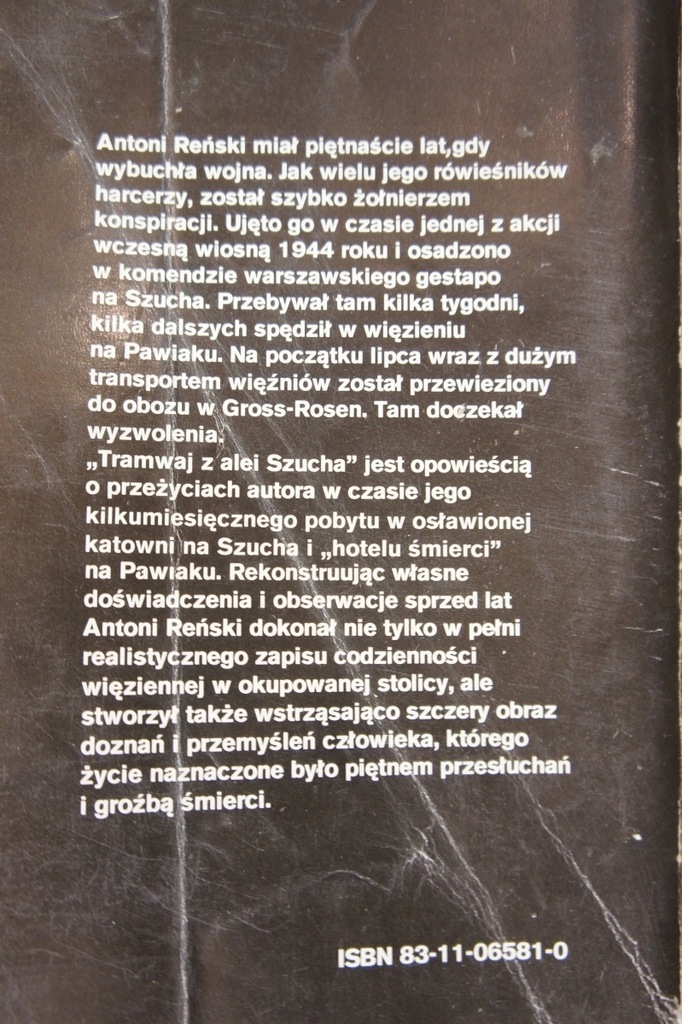 Antoni Reński miał piętnaście lat,gdy
wybuchła wojna. Jak wielu jego rówieśników
harcerzy, został szybko żołnierzem
konspiracji. Ujęto go w czasie jednej z akcji
wczesną wiosną 1944 roku i osadzono
w komendzie warszawskiego gestapo
na Szucha. Przebywał tam kilka tygodni,
kilka dalszych spędził w więzieniu
na Pawiaku. Na początku lipca wraz z dużym
transportem więźniów został przewieziony
do obozu w Gross-Rosen. Tam doczekał
wyzwolenia.
„Tramwaj z alei Szucha” jest opowieścią
o przeżyciach autora w czasie jego
kilkumiesięcznego pobytu w osławionej
katowni na Szucha i „hotelu śmierci”
na Pawiaku. Rekonstruując własne
doświadczenia i obserwacje sprzed lat
Antoni Reński dokonał nie tylko w pełni
realistycznego zapisu codzienności
więziennej w okupowanej stolicy, ale
stworzył także wstrząsająco szczery obraz
doznań i przemyśleń człowieka, którego
życie naznaczone było piętnem przesłuchań
i groźbą śmierci.
ISBN 83-11-06581-0